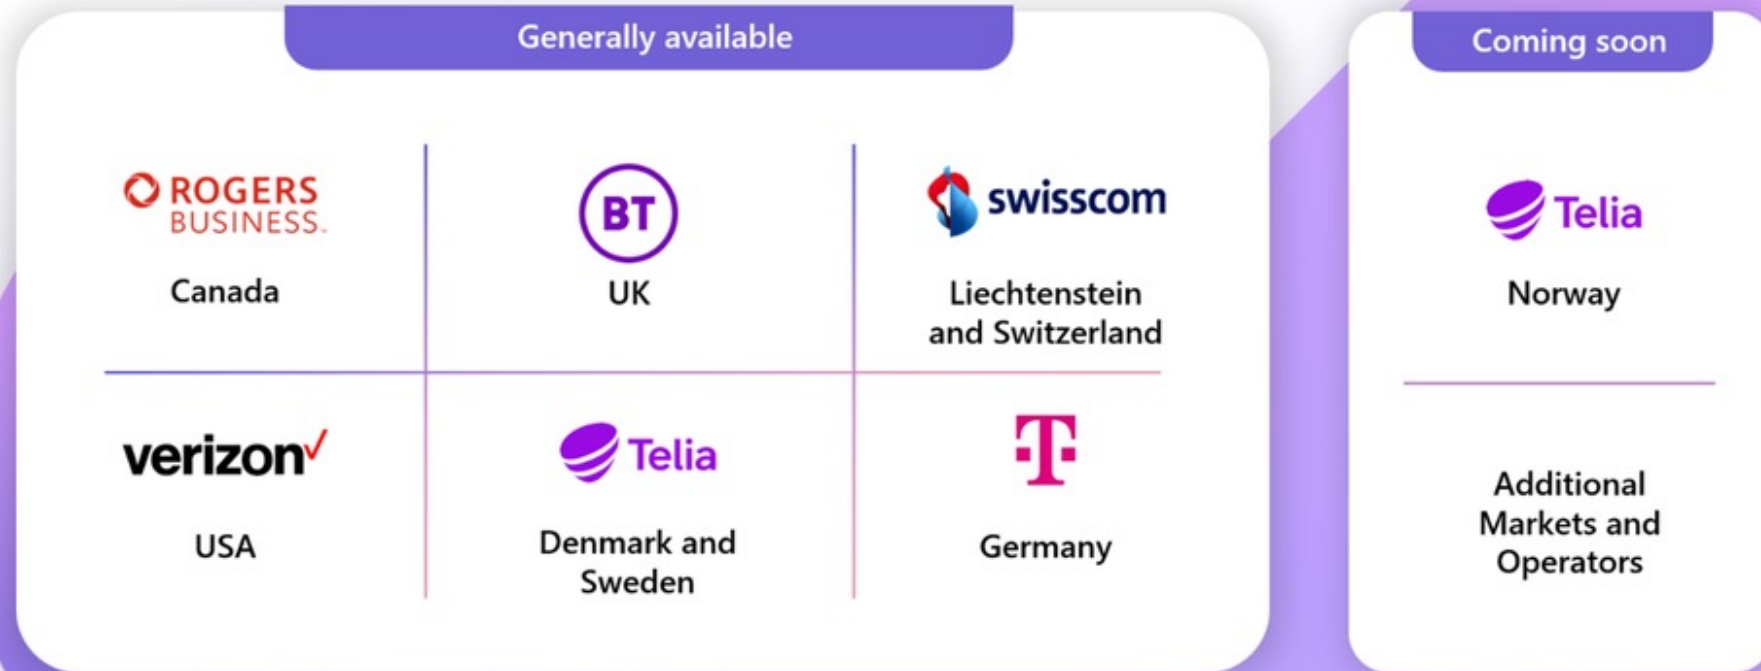 Generally available
ROGERS
BUSINESS™
Canada
BT
UK
swisscom
Liechtenstein
and Switzerland
verizon✓
USA
Telia
Denmark and
Sweden
T
Germany
Coming soon
Telia
Norway
Additional
Markets and
Operators